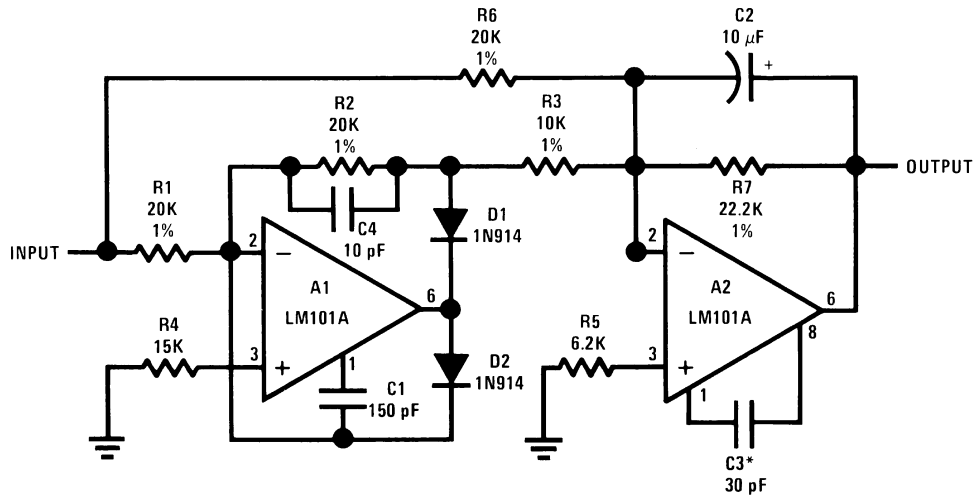 R6
20K
1%
C2
10 μF
+
R2
20K
1%
R3
10K
1%
OUTPUT
R1
20K
1%
C4
10 pF
D1
1N914
R7
22.2K
1%
INPUT
2
−
A1
LM101A
6
2
−
A2
LM101A
6
8
R4
15K
3
+
1
C1
150 pF
D2
1N914
R5
6.2K
3
+
1
C3*
30 pF